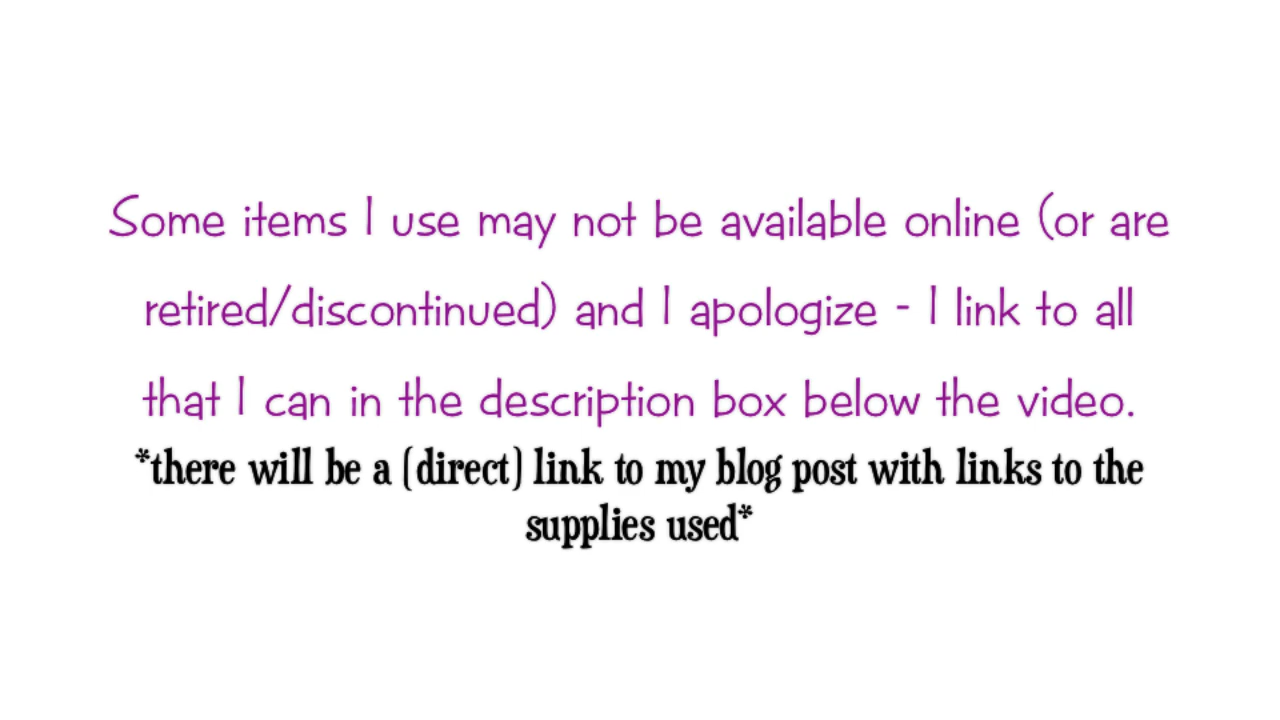 Some items I use may not be available online (or are
retired/discontinued) and I apologize - I link to all
that I can in the description box below the video.
*there will be a (direct) link to my blog post with links to the
supplies used*